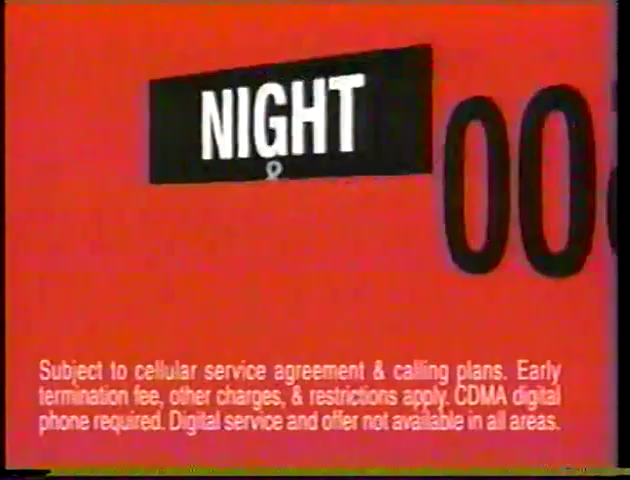 NIGHT
&
00
Subject to cellular service agreement & calling plans. Early
termination fee, other charges, & restrictions apply. CDMA digital
phone required. Digital service and offer not available in all areas.